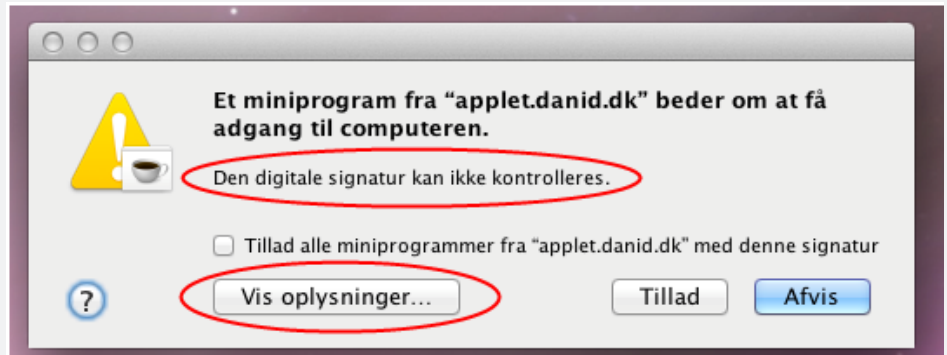 Et miniprogram fra “applet.danid.dk” beder om at få
adgang til computeren.
Den digitale signatur kan ikke kontrolleres.
Tillad alle miniprogrammer fra “applet.danid.dk” med denne signatur
?
Vis oplysninger...
Tillad
Afvis